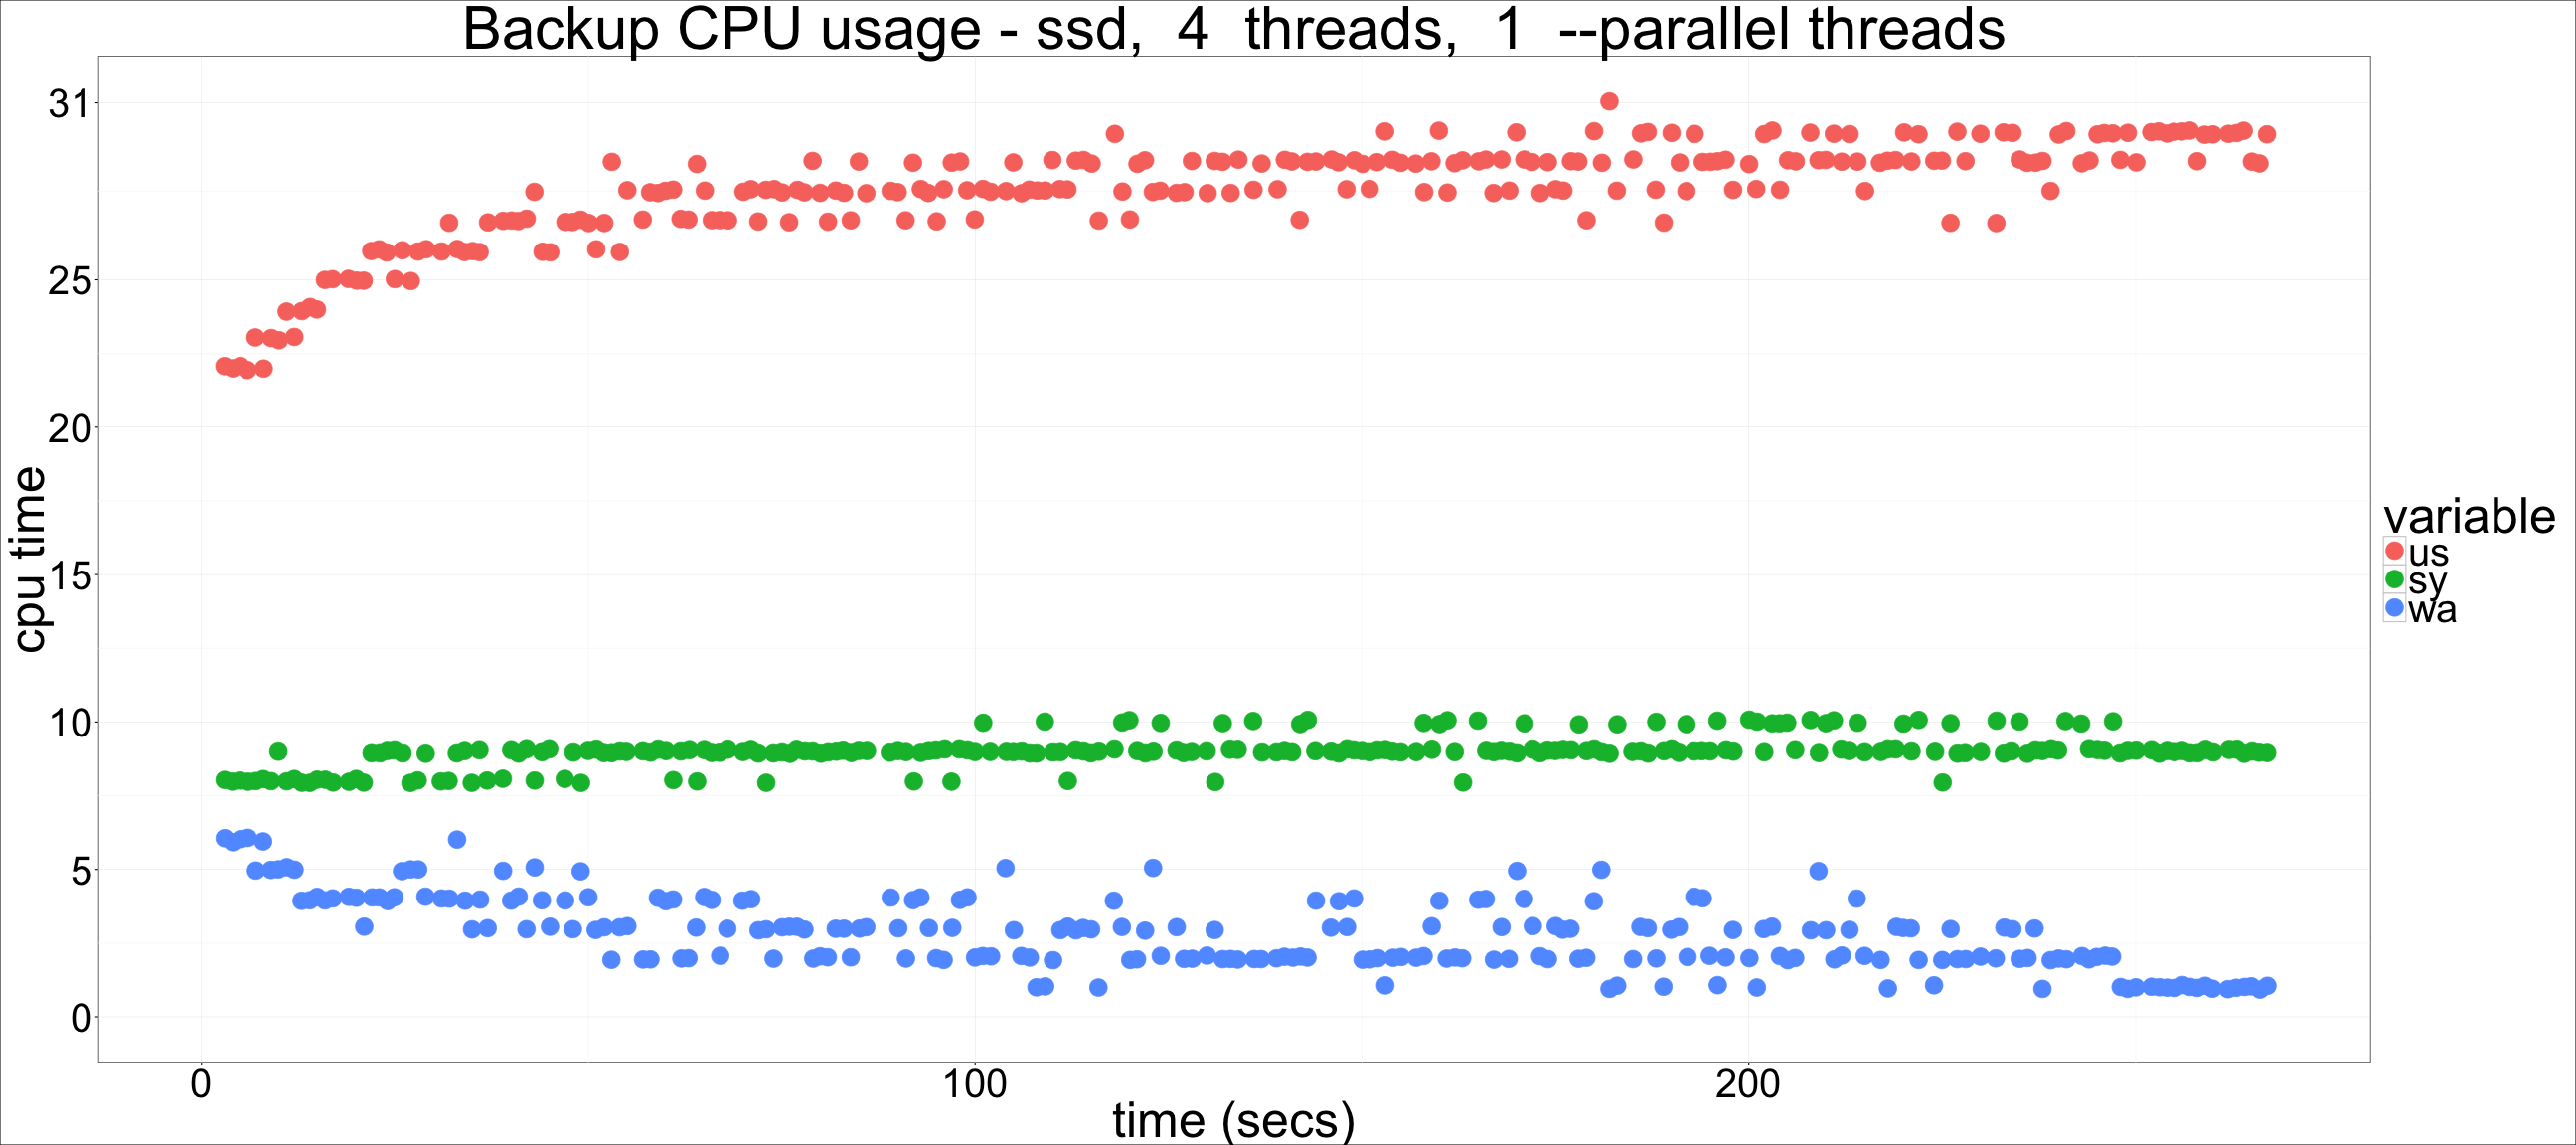 Backup CPU usage - ssd, 4 threads, 1 --parallel threads
31
25
20
15
10
5
0
cpu time
0 100 200
time (secs)
variable
us
sy
wa